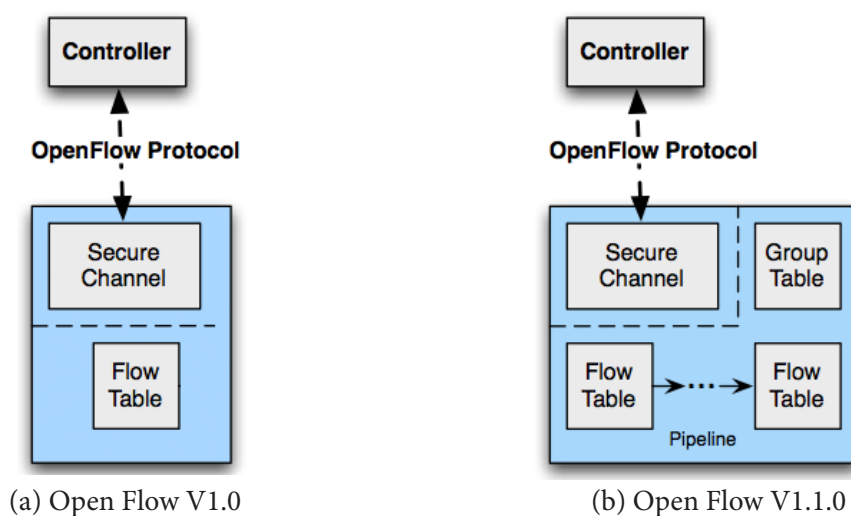 Controller
OpenFlow Protocol
Secure
Channel
Flow
Table
(a) Open Flow V1.0
Controller
OpenFlow Protocol
Secure
Channel
Group
Table
Flow
Table
Flow
Table
Pipeline
(b) Open Flow V1.1.0